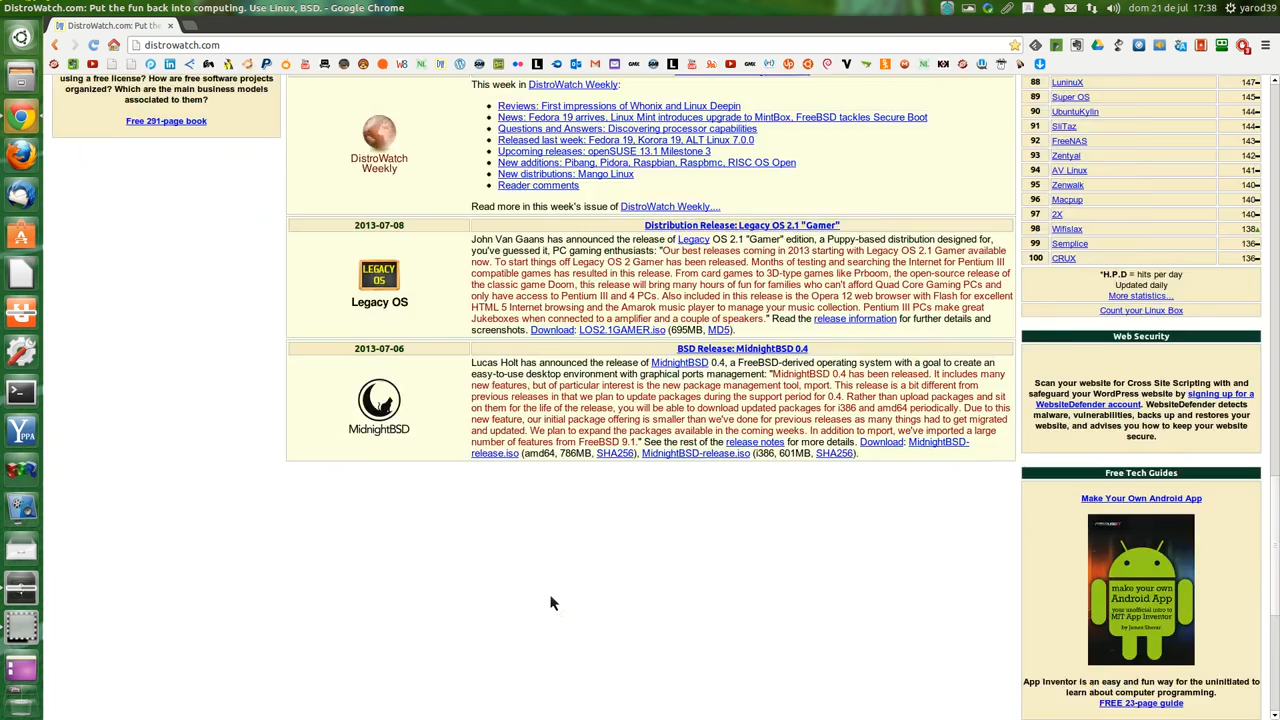 DistroWatch.com: Put the fun back into computing. Use Linux, BSD. - Google Chrome
dom 21 de jul 17:38 yarod39
DistroWatch.com: Put the
distrowatch.com
using a free license? How are free software projects
organized? Which are the main business models
associated to them?
Free 291-page book
DistroWatch
Weekly
This week in DistroWatch Weekly:
Reviews: First impressions of Whonix and Linux Deepin
News: Fedora 19 arrives, Linux Mint introduces upgrade to MintBox, FreeBSD tackles Secure Boot
Questions and Answers: Discovering processor capabilities
Released last week: Fedora 19, Korora 19, ALT Linux 7.0.0
Upcoming releases: openSUSE 13.1 Milestone 3
New additions: Pibang, Pidora, Raspbian, Raspbmc, RISC OS Open
New distributions: Mango Linux
Reader comments
Read more in this week's issue of DistroWatch Weekly....
2013-07-08
Distribution Release: Legacy OS 2.1 "Gamer"
LEGACY
OS
Legacy OS
John Van Gaans has announced the release of Legacy OS 2.1 "Gamer" edition, a Puppy-based distribution designed for,
you've guessed it, PC gaming enthusiasts: "Our best releases coming in 2013 starting with Legacy OS 2.1 Gamer available
now. To start things off Legacy OS 2 Gamer has been released. Months of testing and searching the Internet for Pentium III
compatible games has resulted in this release. From card games to 3D-type games like Prboom, the open-source release of
the classic game Doom, this release will bring many hours of fun for families who can't afford Quad Core Gaming PCs and
only have access to Pentium III and 4 PCs. Also included in this release is the Opera 12 web browser with Flash for excellent
HTML 5 Internet browsing and the Amarok music player to manage your music collection. Pentium III PCs make great
Jukeboxes when connected to a amplifier and a couple of speakers." Read the release information for further details and
screenshots. Download: LOS2.1GAMER.iso (695MB, MD5).
2013-07-06
BSD Release: MidnightBSD 0.4
MidnightBSD
Lucas Holt has announced the release of MidnightBSD 0.4, a FreeBSD-derived operating system with a goal to create an
easy-to-use desktop environment with graphical ports management: "MidnightBSD 0.4 has been released. It includes many
new features, but of particular interest is the new package management tool, mport. This release is a bit different from
previous releases in that we plan to update packages during the support period for 0.4. Rather than upload packages and sit
on them for the life of the release, you will be able to download updated packages for i386 and amd64 periodically. Due to this
new feature, our initial package offering is smaller than we've done for previous releases as many things had to get migrated
and updated. We plan to expand the packages available in the coming weeks. In addition to mport, we've imported a large
number of features from FreeBSD 9.1." See the rest of the release notes for more details. Download: MidnightBSD-
release.iso (amd64, 786MB, SHA256), MidnightBSD-release.iso (i386, 601MB, SHA256).
88 LuninuX 147
89 Super OS 145
90 UbuntuKylin 144
91 SliTaz 144
92 FreeNAS 143
93 Zentyal 142
94 AV Linux 141
95 Zenwalk 140
96 Macpup 140
97 2X 140
98 Wifislax 138
99 Semplice 136
100 CRUX 136
*H.P.D = hits per day
Updated daily
More statistics...
Count your Linux Box
Web Security
Scan your website for Cross Site Scripting with and
safeguard your WordPress website by signing up for a
WebsiteDefender account. WebsiteDefender detects
malware, vulnerabilities, backs up and restores your
website, and advises you how to keep your website
secure.
Free Tech Guides
Make Your Own Android App
make your own
Android App
your unofficial intro to
MIT App Inventor
by James Shever
App Inventor is an easy and fun way for the uninitiated to
learn about computer programming.
FREE 23-page guide